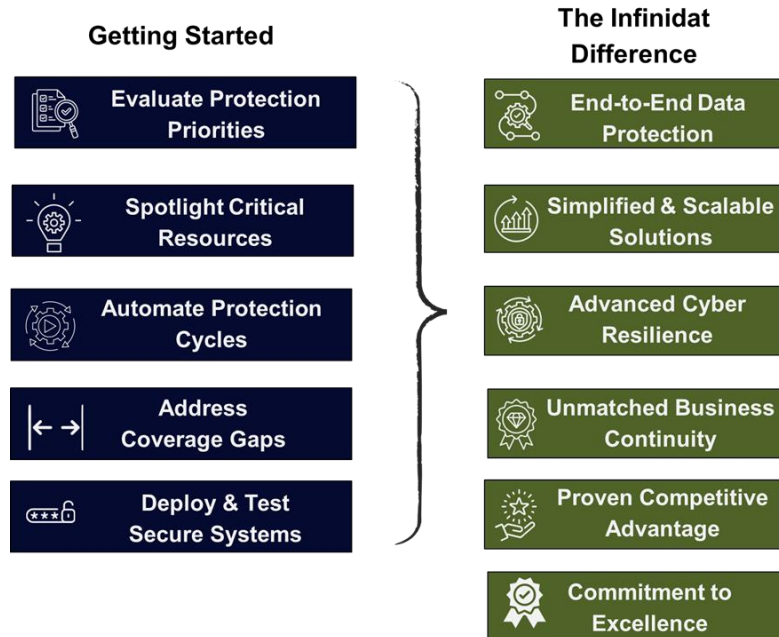 Getting Started
Evaluate Protection
Priorities
Spotlight Critical
Resources
Automate Protection
Cycles
Address
Coverage Gaps
***
Deploy & Test
Secure Systems
The Infinidat
Difference
End-to-End Data
Protection
Simplified & Scalable
Solutions
Advanced Cyber
Resilience
Unmatched Business
Continuity
Proven Competitive
Advantage
Commitment to
Excellence